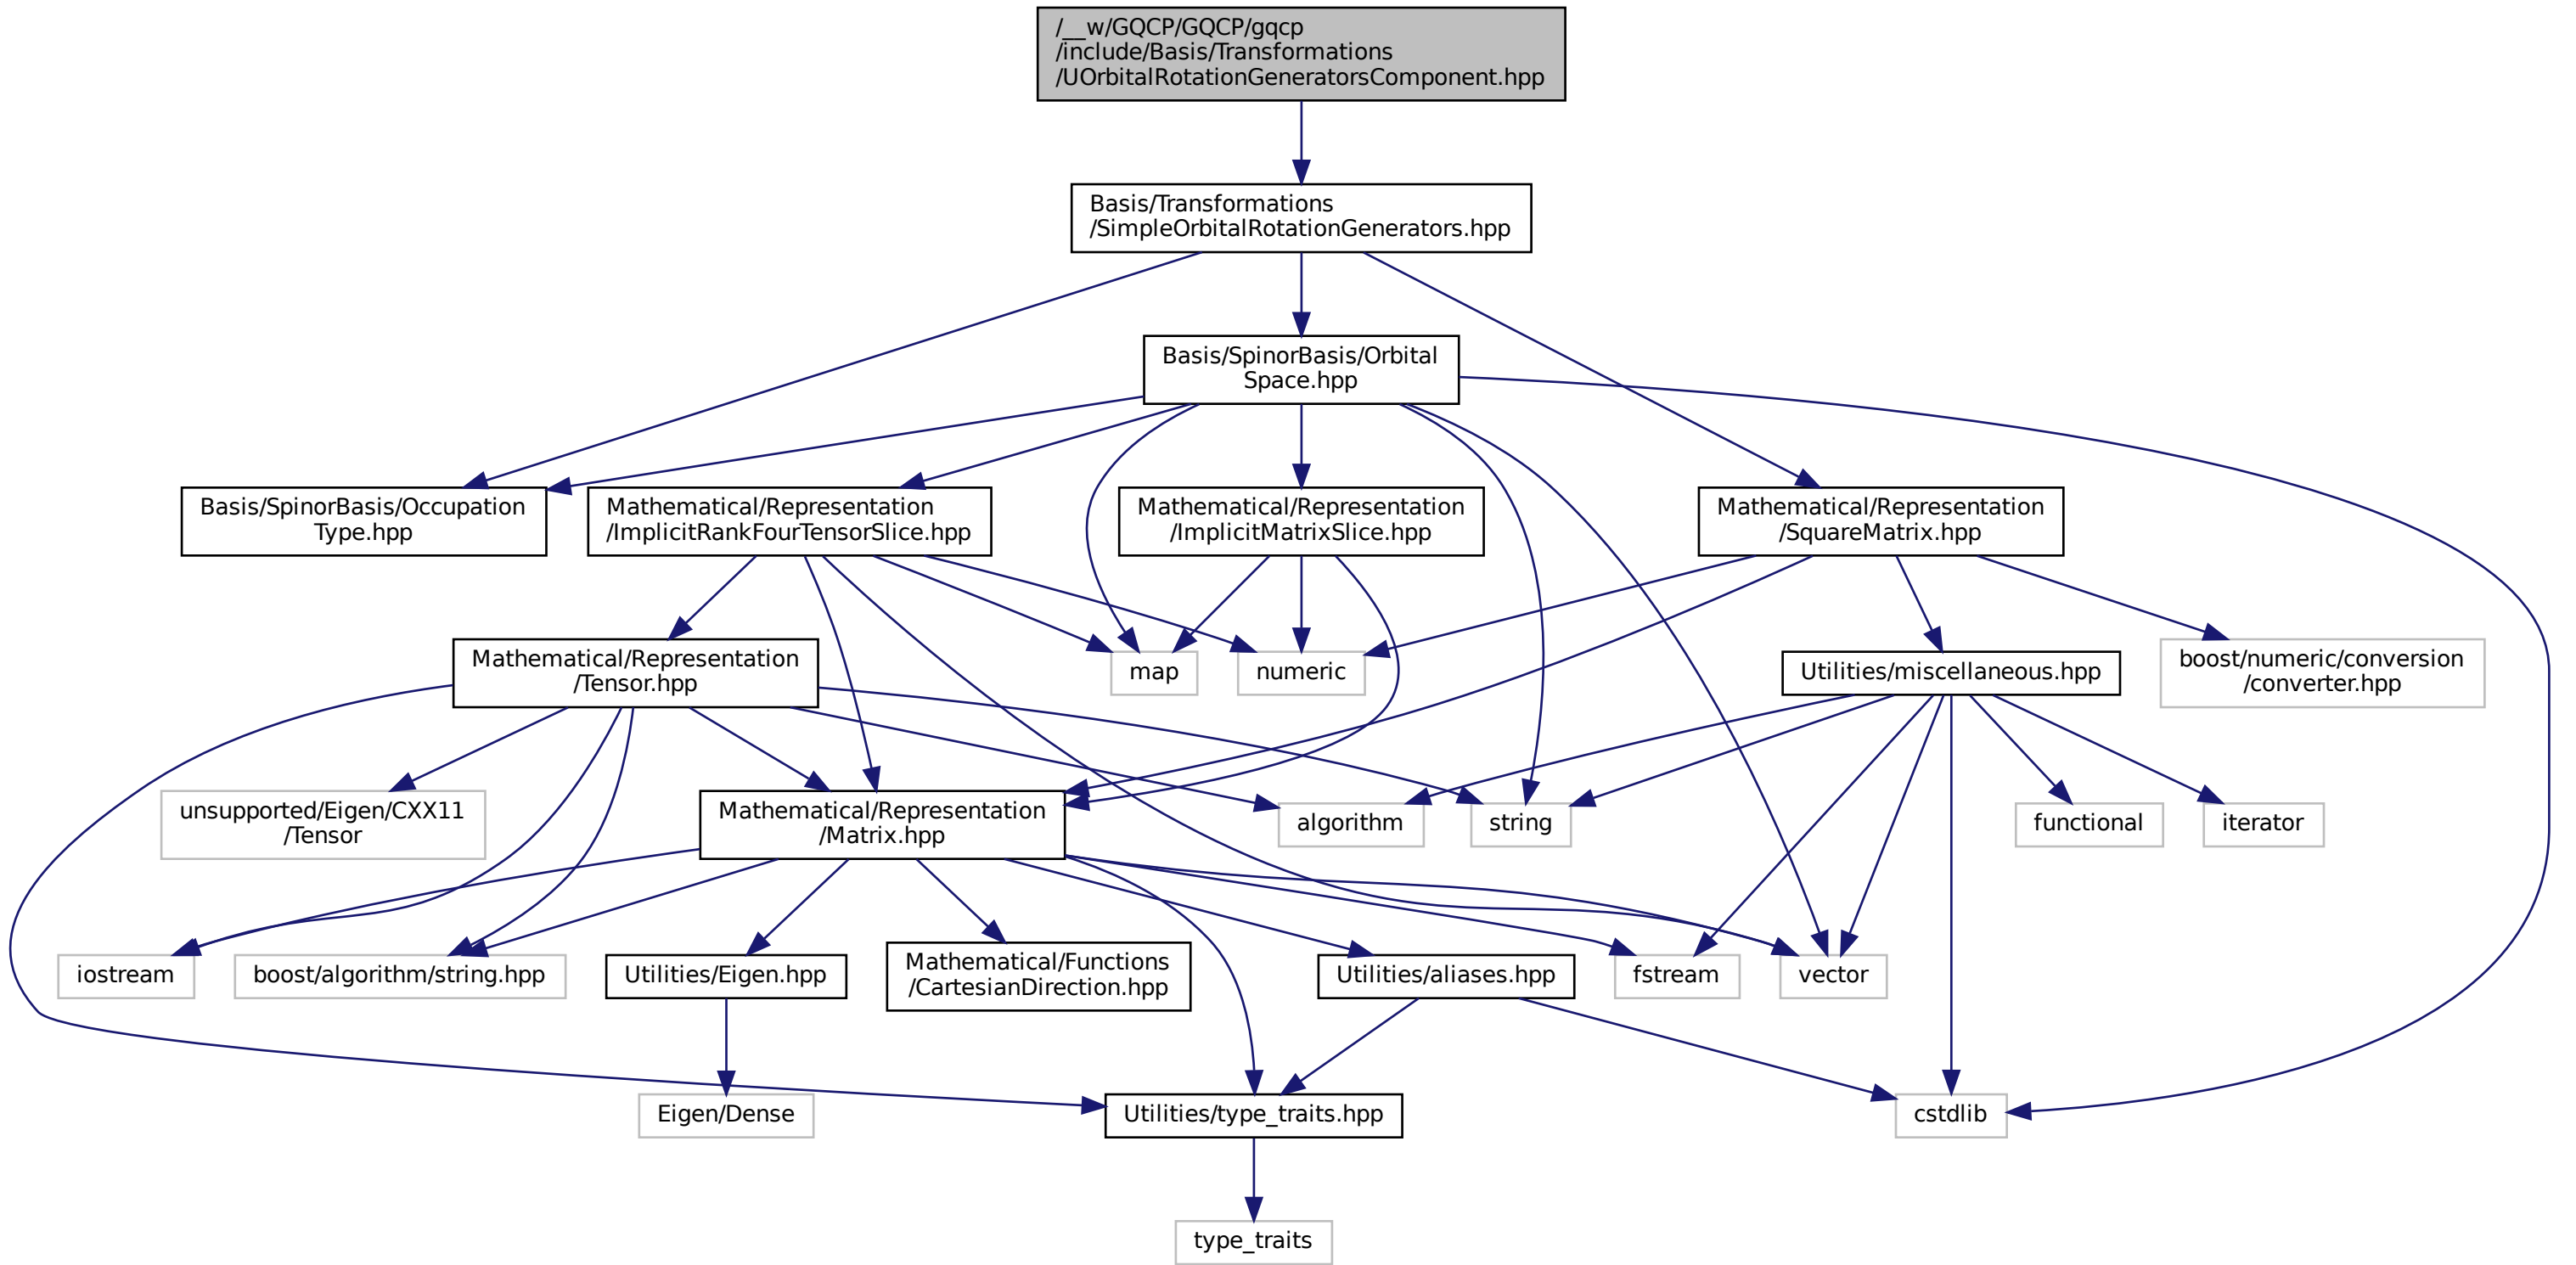 /__w/GQCP/GQCP/gqcp
/include/Basis/Transformations
/UOrbitalRotationGeneratorsComponent.hpp
Basis/Transformations
/SimpleOrbitalRotationGenerators.hpp
Basis/SpinorBasis/Orbital
Space.hpp
Basis/SpinorBasis/Occupation
Type.hpp
Mathematical/Representation
/ImplicitRankFourTensorSlice.hpp
Mathematical/Representation
/ImplicitMatrixSlice.hpp
Mathematical/Representation
/SquareMatrix.hpp
Mathematical/Representation
/Tensor.hpp
map
numeric
Utilities/miscellaneous.hpp
boost/numeric/conversion
/converter.hpp
unsupported/Eigen/CXX11
/Tensor
Mathematical/Representation
/Matrix.hpp
algorithm
string
functional
iterator
iostream
boost/algorithm/string.hpp
Utilities/Eigen.hpp
Mathematical/Functions
/CartesianDirection.hpp
Utilities/aliases.hpp
fstream
vector
Eigen/Dense
Utilities/type_traits.hpp
cstdlib
type_traits